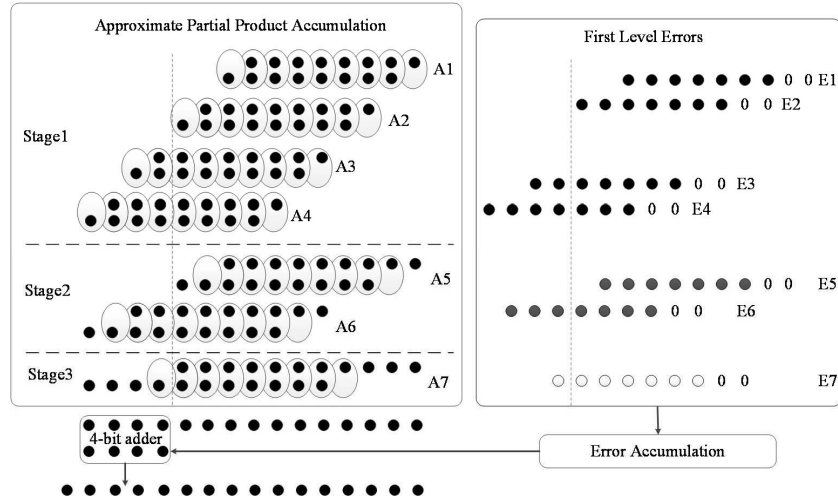 Approximate Partial Product Accumulation
A1
A2
Stage1
A3
A4
A5
Stage2
A6
Stage3
A7
4-bit adder
First Level Errors
0 0 E1
0 0 E2
0 0 E3
0 0 E4
0 0 E5
0 0 E6
0 0 E7
Error Accumulation